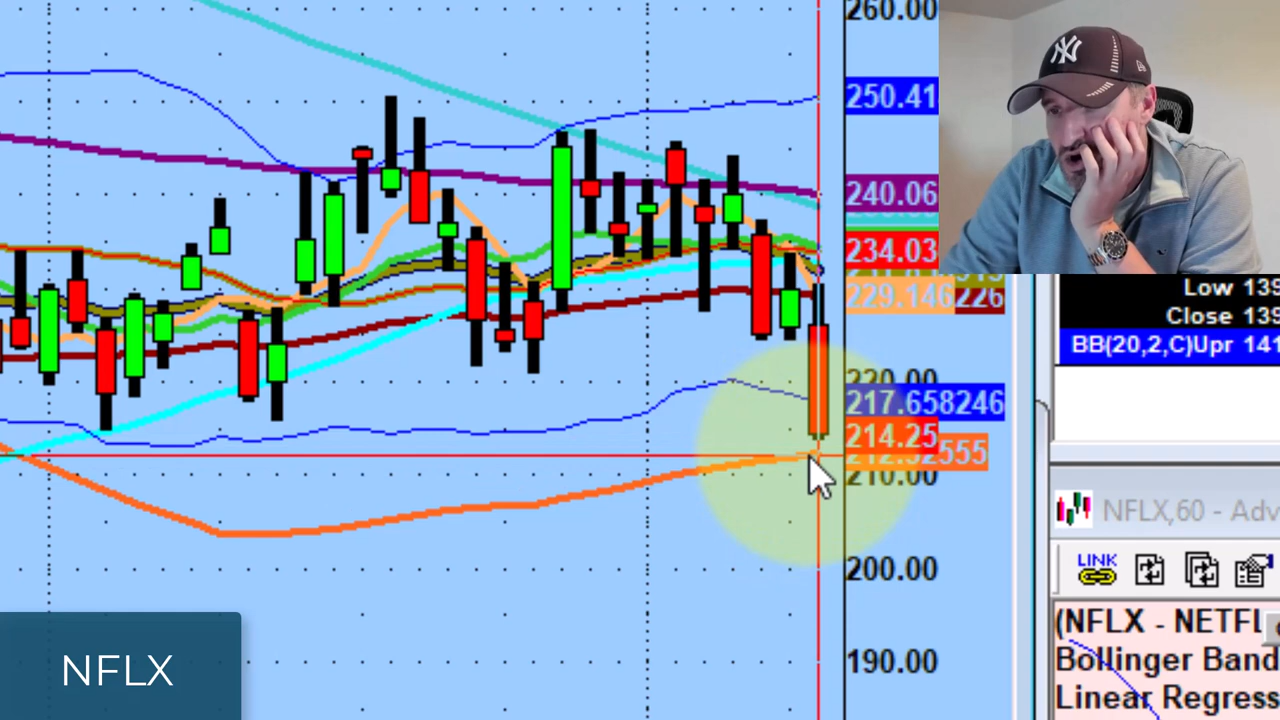 260.00
250.41
240.06
234.03
229.146
226
220.00
217.658246
214.25
210.00
200.00
190.00
NY
Low 139
Close 139
BB(20,2,C)Upr 141
NFLX,60 - Adv
LINK
(NFLX - NETFL
Bollinger Band
Linear Regress
NFLX